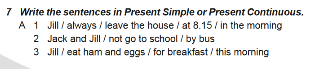 7 Write the sentences in Present Simple or Present Continuous.
A 1 Jill / always / leave the house / at 8.15 / in the morning
2 Jack and Jill / not go to school / by bus
3 Jill / eat ham and eggs / for breakfast / this morning